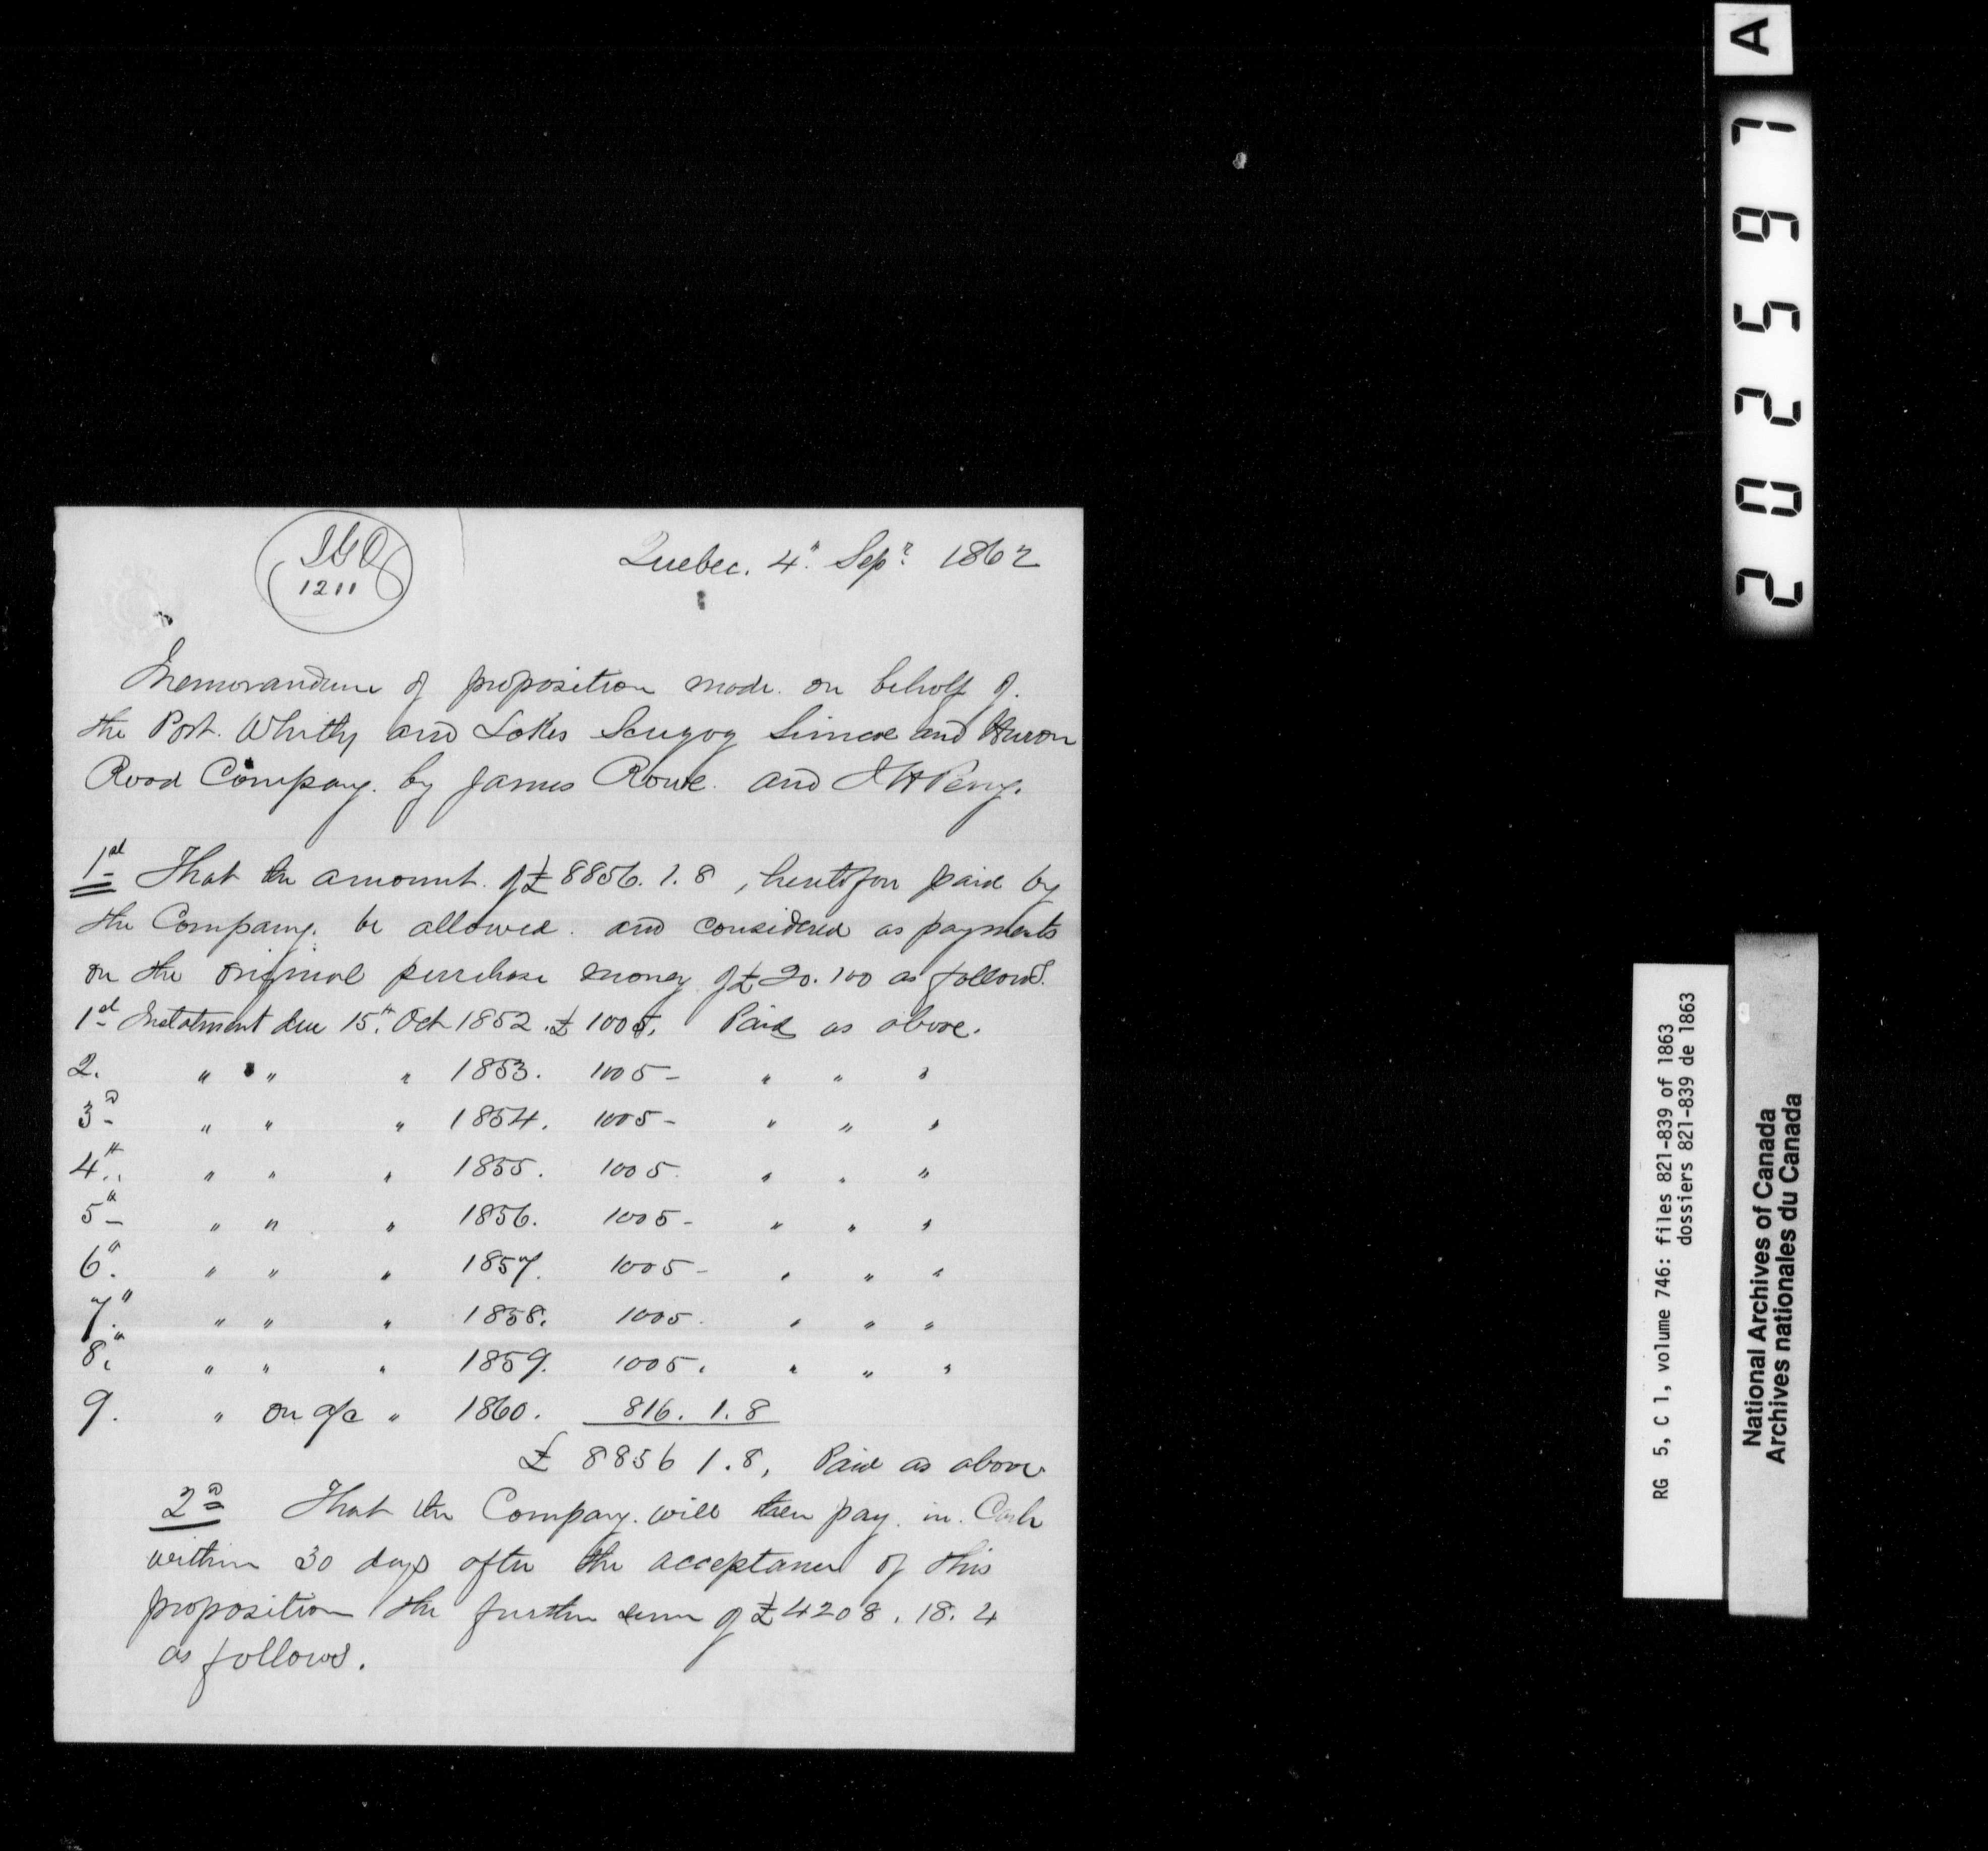 IGO
1211
Quebec. 4" Sepr 1862
Memorandum of proposition made on behalf of
the Port Whitby and Lakes Scugog Simcoe and Huron
Road Company. by James Rowe. and J H Perry.
1st That the amount of £8856.1.8, heretofore paid by
the Company. be allowed. and considered as payments
on the original purchase money of £20.100 as follows.
1st Instalment due 15th Oct 1852. £1005. Paid as above.
2. " " " 1853. 1005- " " "
3d " " " 1854. 1005- " " "
4th " " " 1855. 1005. " " "
5th " " " 1856. 1005- " " "
6th " " " 1857. 1005- " " "
7th " " " 1858. 1005. " " "
8th " " " 1859. 1005. " " "
9. " on a/c " 1860. 816.1.8
£ 8856 1.8, Paid as above
2d That the Company. will then pay. in. Cash
within 30 days after the acceptance of this
proposition the further sum of £4208.18.4
as follows.
A
202597
RG 5, C 1, volume 746: files 821-839 of 1863
dossiers 821-839 de 1863
National Archives of Canada
Archives nationales du Canada